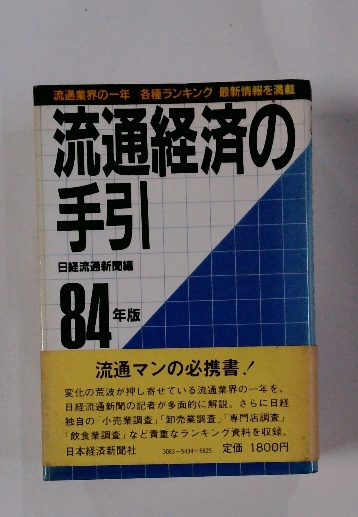 流通業界の一年 各種ランキング 最新情報を満載
流通経済の
手引
日経流通新聞編
84年版
流通マンの必携書!
変化の荒波が押し寄せている流通業界の一年を、
日経流通新聞の記者が多面的に解説。さらに日経
独自の「小売業調査」「卸売業調査」「専門店調査」
「飲食業調査」など貴重なランキング資料を収録。
日本経済新聞社 3063-5404-5825 定価 1800円